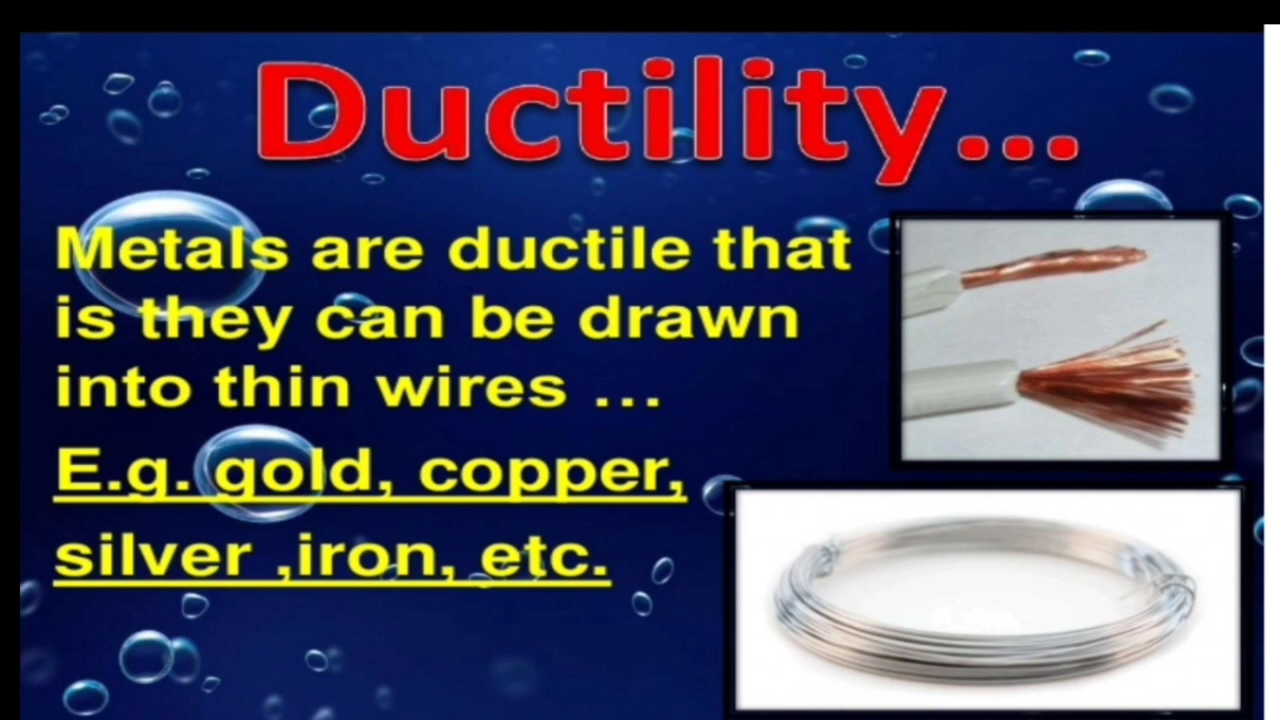 Ductility...
Metals are ductile that
is they can be drawn
into thin wires ...
E.g. gold, copper,
silver ,iron, etc.